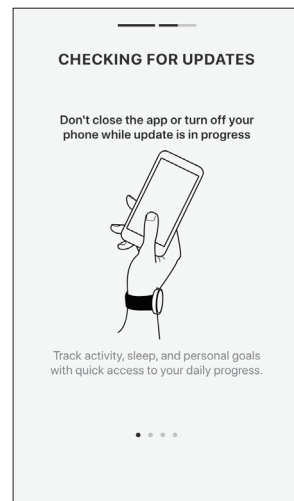 CHECKING FOR UPDATES
Don't close the app or turn off your
phone while update is in progress
Track activity, sleep, and personal goals
with quick access to your daily progress.